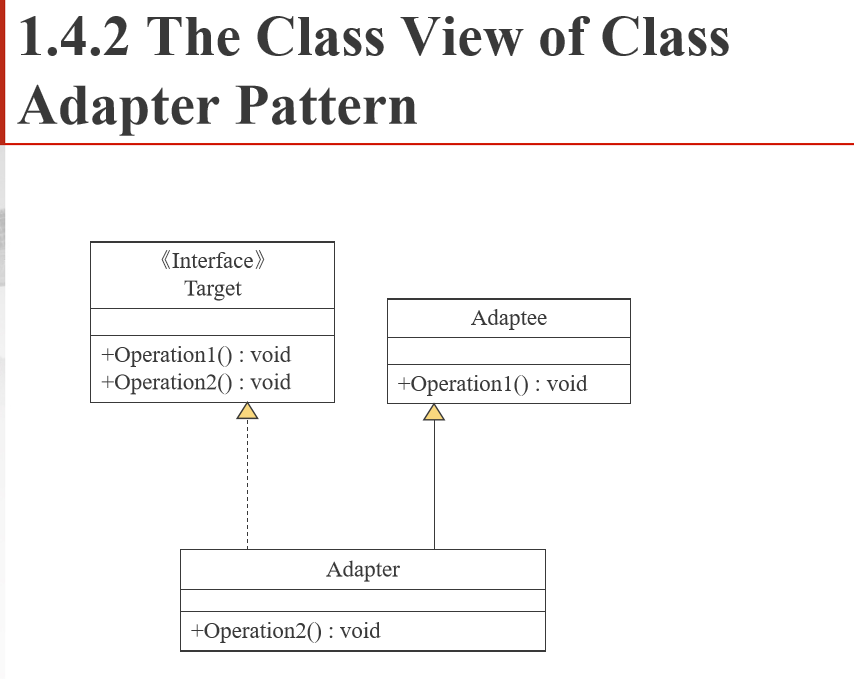 1.4.2 The Class View of Class
Adapter Pattern
《Interface》
Target
+Operation1() : void
+Operation2() : void
Adaptee
+Operation1() : void
Adapter
+Operation2() : void